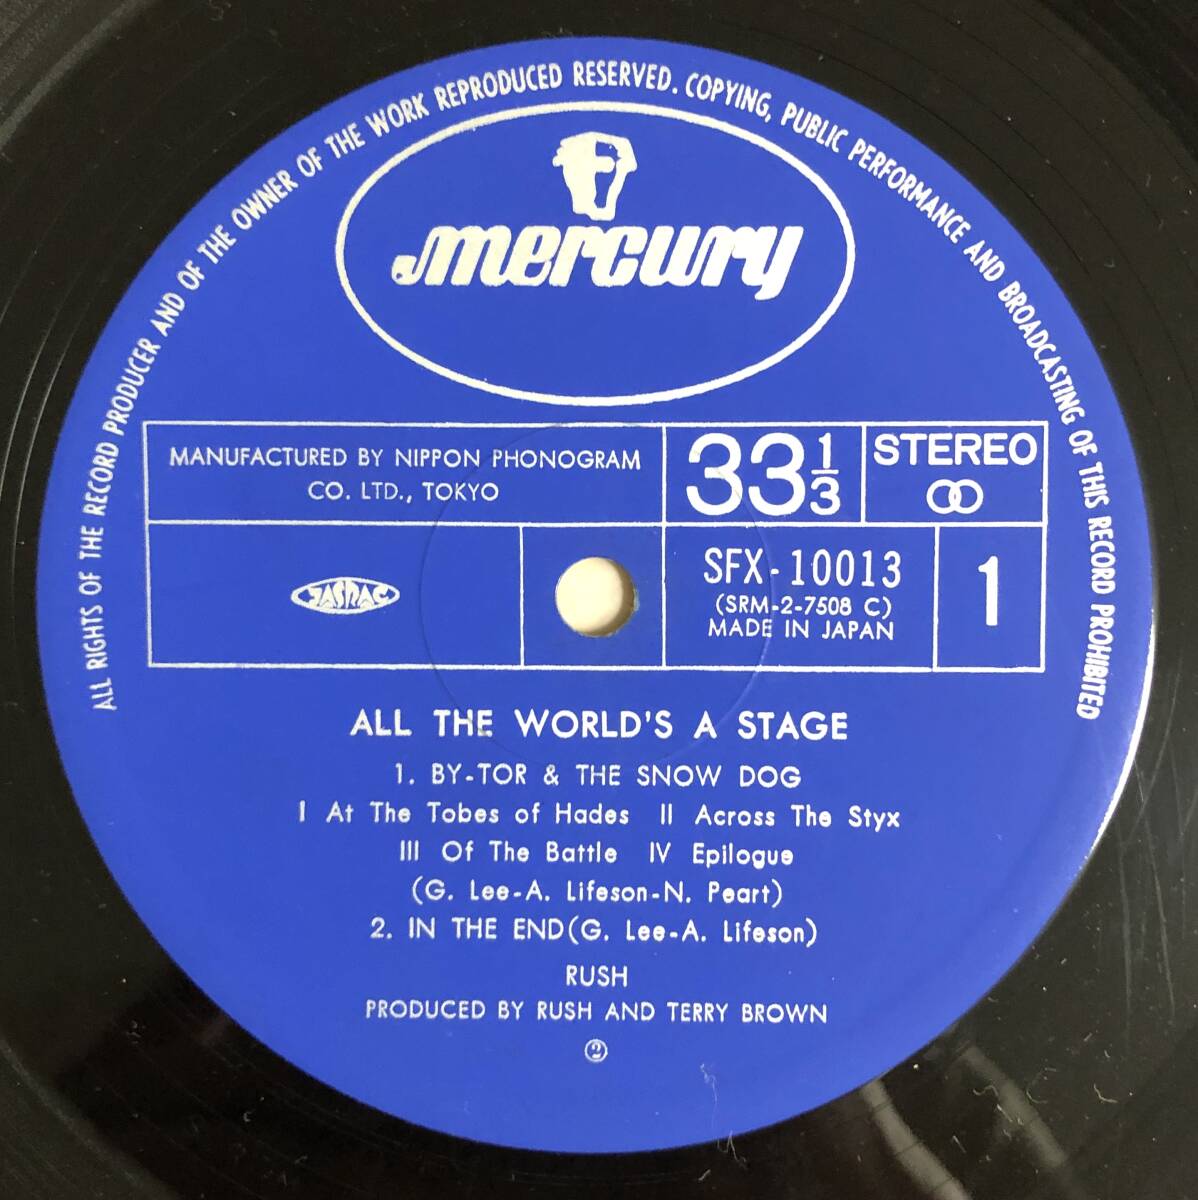 ALL RIGHTS OF THE RECORD PRODUCER AND OF THE OWNER OF THE WORK REPRODUCED RESERVED. COPYING, PUBLIC PERFORMANCE AND BROADCASTING OF THIS RECORD PROHIBITED
mercury
MANUFACTURED BY NIPPON PHONOGRAM
CO. LTD., TOKYO
33 1/3
STEREO
JASRAC
SFX-10013
(SRM-2-7508 C)
MADE IN JAPAN
1
ALL THE WORLD'S A STAGE
1. BY-TOR & THE SNOW DOG
I At The Tobes of Hades II Across The Styx
III Of The Battle IV Epilogue
(G. Lee-A. Lifeson-N. Peart)
2. IN THE END(G. Lee-A. Lifeson)
RUSH
PRODUCED BY RUSH AND TERRY BROWN
②